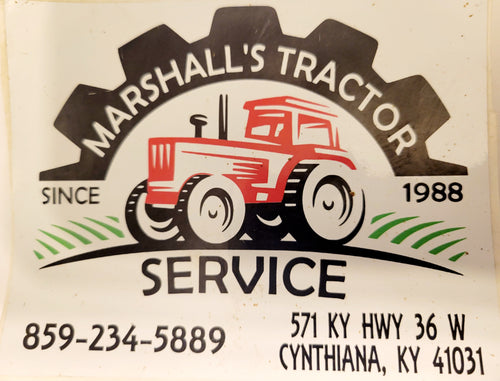 MARSHALL'S TRACTOR
SINCE 1988
SERVICE
859-234-5889
571 KY HWY 36 W
CYNTHIANA, KY 41031